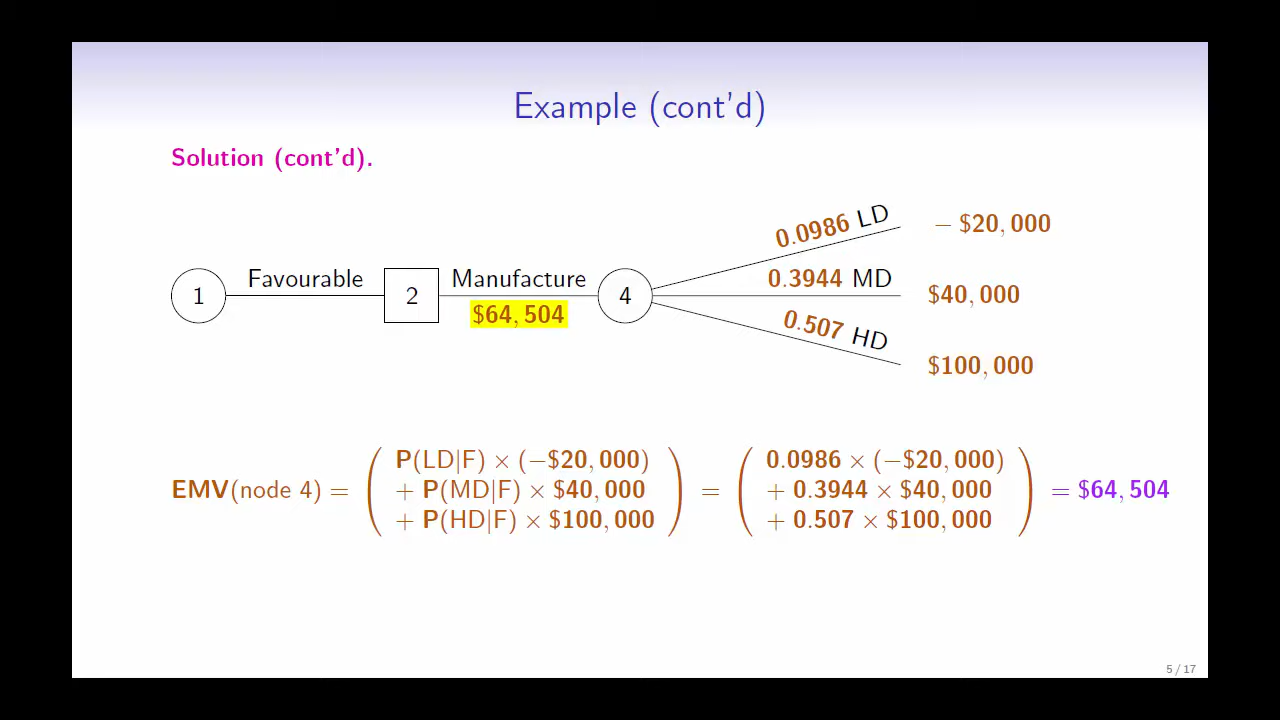 Example (cont'd)
Solution (cont'd).
0.0986 LD
− $20, 000
1
Favourable
2
Manufacture
$64, 504
4
0.3944 MD
$40, 000
0.507 HD
$100, 000
EMV(node 4) = ( P(LD|F) × (−$20, 000) + P(MD|F) × $40, 000 + P(HD|F) × $100, 000 ) = ( 0.0986 × (−$20, 000) + 0.3944 × $40, 000 + 0.507 × $100, 000 ) = $64, 504
5 / 17